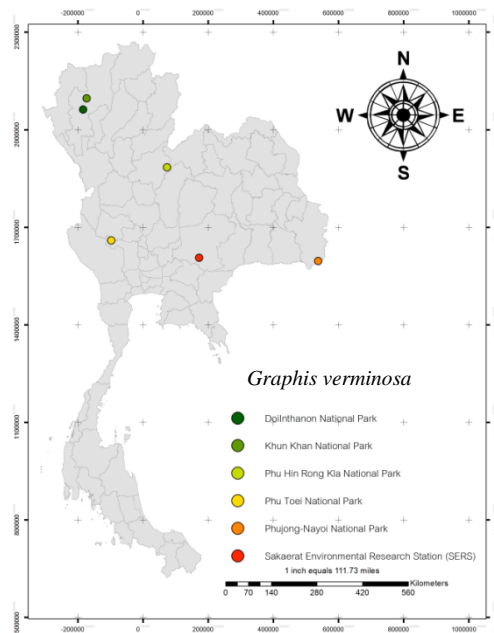 -200000 0 200000 400000 600000 800000 1000000
2300000
N
W E
S
2000000
1700000
1400000
Graphis verminosa
DoiInthanon National Park
1100000
Khun Khan National Park
Phu Hin Rong Kla National Park
Phu Toei National Park
800000
Phujong-Nayoi National Park
Sakaerat Environmental Research Station (SERS)
1 inch equals 111.73 miles
Kilometers
0 70 140 280 420 560
500000
-200000 0 200000 400000 600000 800000 1000000